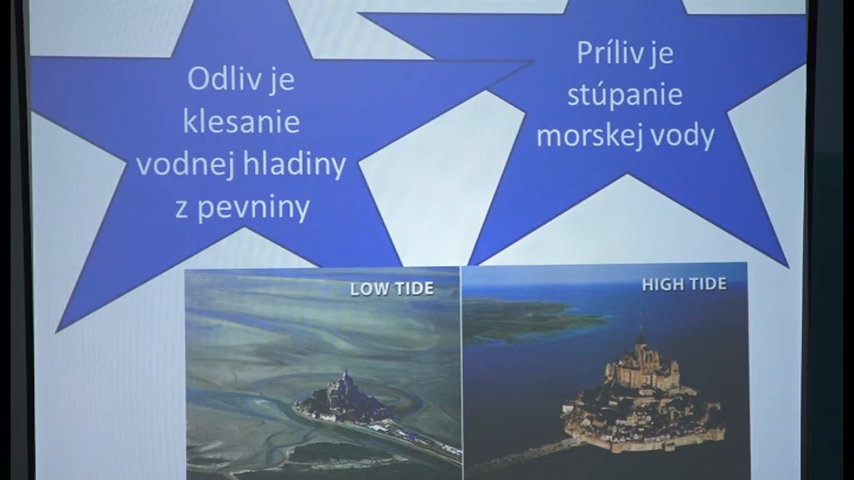 Odliv je
klesanie
vodnej hladiny
z pevniny
Príliv je
stúpanie
morskej vody
LOW TIDE
HIGH TIDE